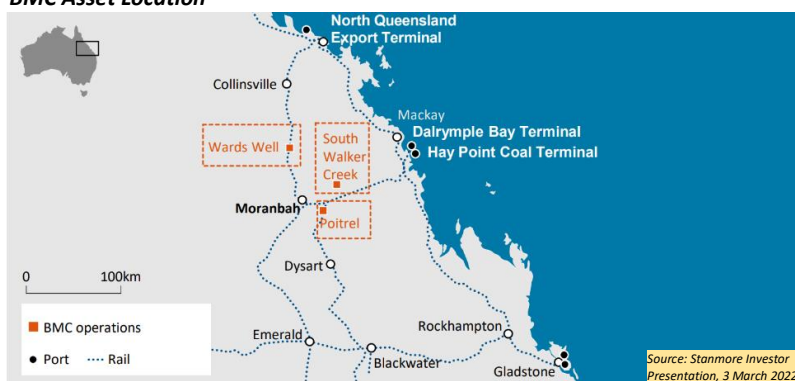 BMC Asset Location
North Queensland
Export Terminal
Collinsville
Mackay
Dalrymple Bay Terminal
Hay Point Coal Terminal
Wards Well
South
Walker
Creek
Moranbah
Poitrel
Dysart
0 100km
BMC operations
Port Rail
Emerald
Blackwater
Rockhampton
Gladstone
Source: Stanmore Investor
Presentation, 3 March 2022